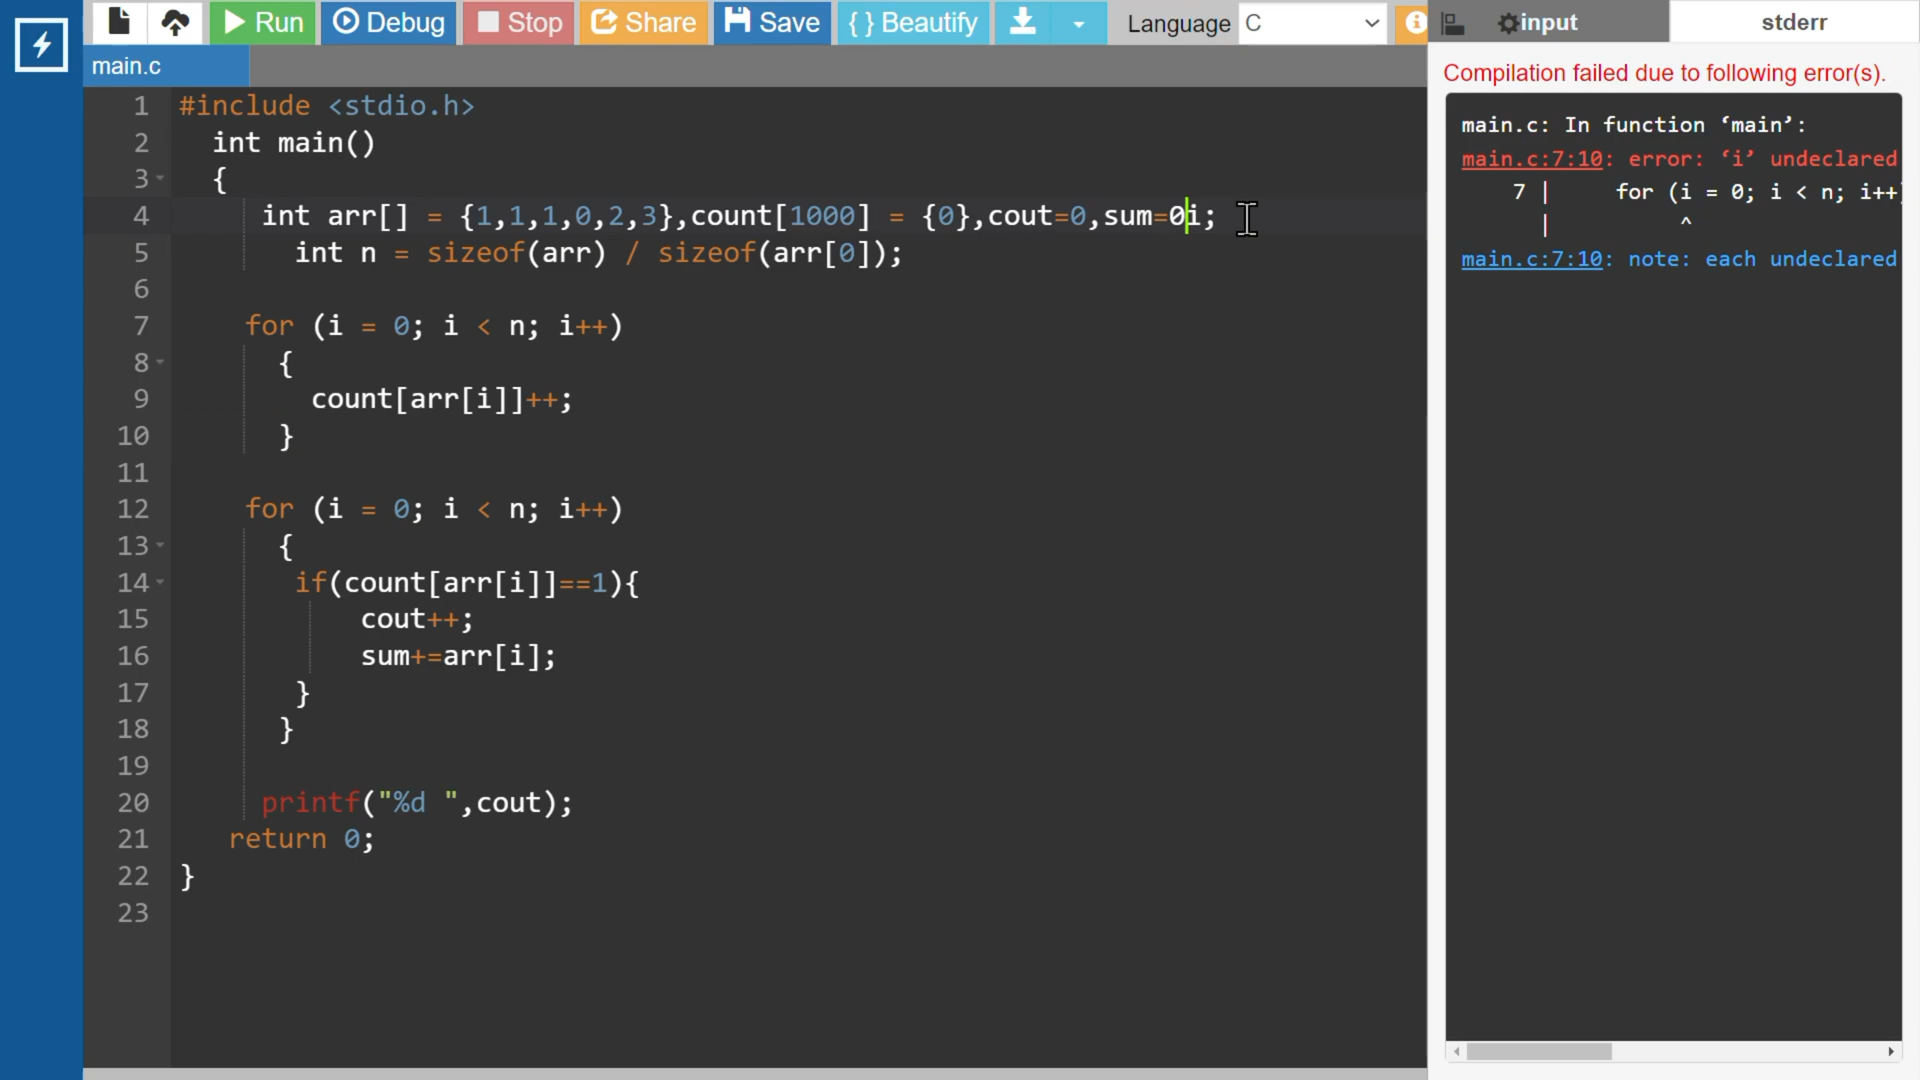 Run Debug Stop Share Save { } Beautify Language C input stderr
main.c
Compilation failed due to following error(s).
1 #include <stdio.h>
2 int main()
3 {
4 int arr[] = {1,1,1,0,2,3},count[1000] = {0},cout=0,sum=0i;
5 int n = sizeof(arr) / sizeof(arr[0]);
6
7 for (i = 0; i < n; i++)
8 {
9 count[arr[i]]++;
10 }
11
12 for (i = 0; i < n; i++)
13 {
14 if(count[arr[i]]==1){
15 cout++;
16 sum+=arr[i];
17 }
18 }
19
20 printf("%d ",cout);
21 return 0;
22 }
23
main.c: In function ‘main’:
main.c:7:10: error: ‘i’ undeclared
7 | for (i = 0; i < n; i++)
| ^
main.c:7:10: note: each undeclared